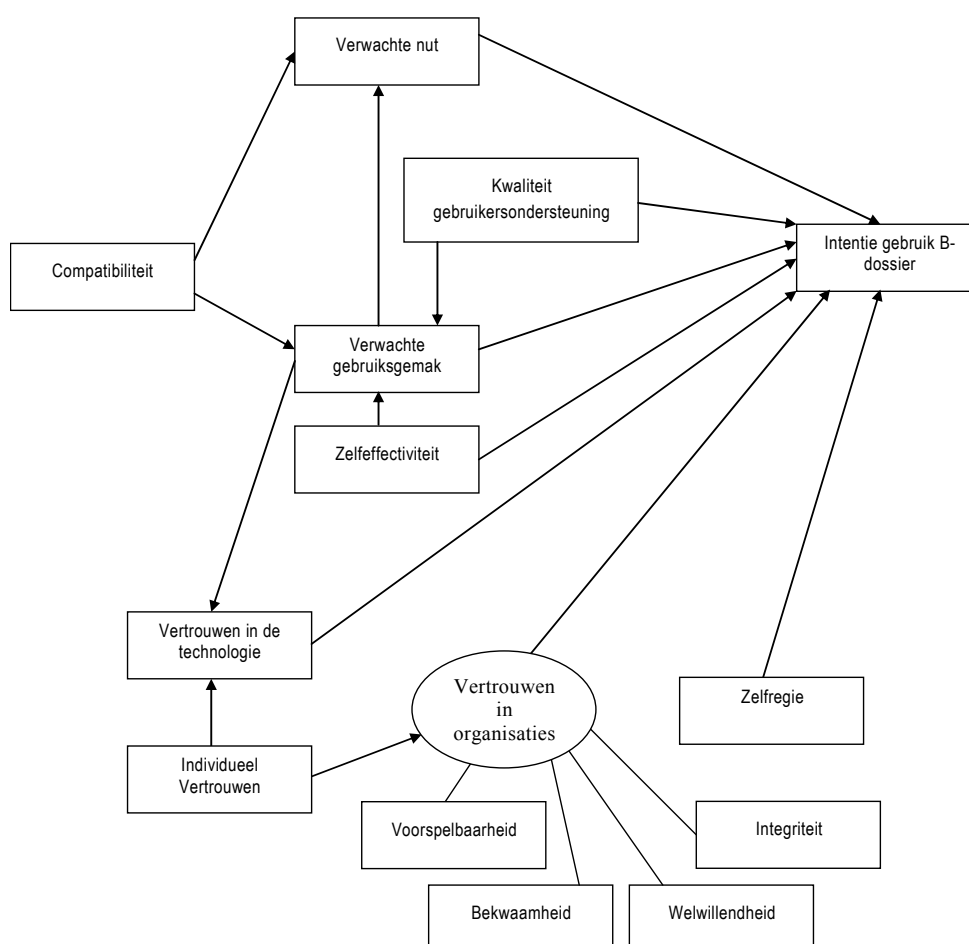 Verwachte nut
Kwaliteit
gebruikersondersteuning
Intentie gebruik B-
dossier
Compatibiliteit
Verwachte
gebruiksgemak
Zelfeffectiviteit
Vertrouwen in de
technologie
Vertrouwen
in
organisaties
Zelfregie
Individueel
Vertrouwen
Voorspelbaarheid
Integriteit
Bekwaamheid
Welwillendheid